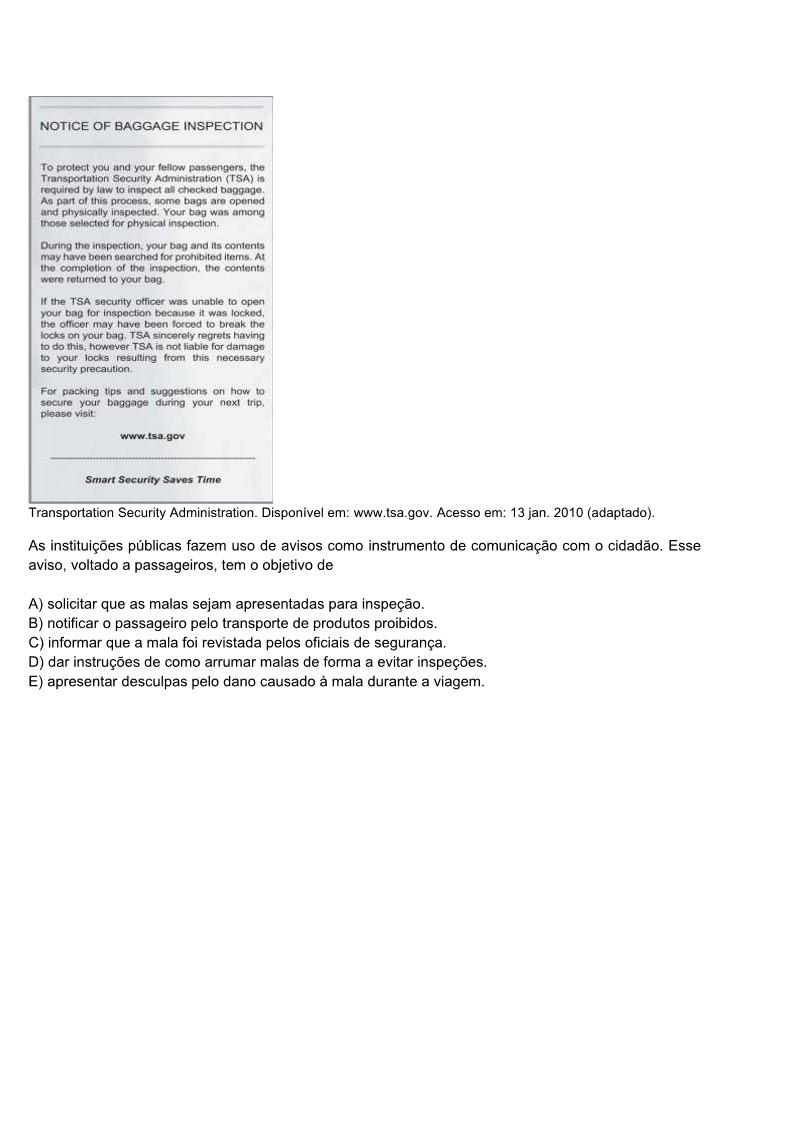 NOTICE OF BAGGAGE INSPECTION
To protect you and your fellow passengers, the
Transportation Security Administration (TSA) is
required by law to inspect all checked baggage.
As part of this process, some bags are opened
and physically inspected. Your bag was among
those selected for physical inspection.
During the inspection, your bag and its contents
may have been searched for prohibited items. At
the completion of the inspection, the contents
were returned to your bag.
If the TSA security officer was unable to open
your bag for inspection because it was locked,
the officer may have been forced to break the
locks on your bag. TSA sincerely regrets having
to do this, however TSA is not liable for damage
to your locks resulting from this necessary
security precaution.
For packing tips and suggestions on how to
secure your baggage during your next trip,
please visit:
www.tsa.gov
Smart Security Saves Time
Transportation Security Administration. Disponível em: www.tsa.gov. Acesso em: 13 jan. 2010 (adaptado).
As instituições públicas fazem uso de avisos como instrumento de comunicação com o cidadão. Esse
aviso, voltado a passageiros, tem o objetivo de
A) solicitar que as malas sejam apresentadas para inspeção.
B) notificar o passageiro pelo transporte de produtos proibidos.
C) informar que a mala foi revistada pelos oficiais de segurança.
D) dar instruções de como arrumar malas de forma a evitar inspeções.
E) apresentar desculpas pelo dano causado à mala durante a viagem.